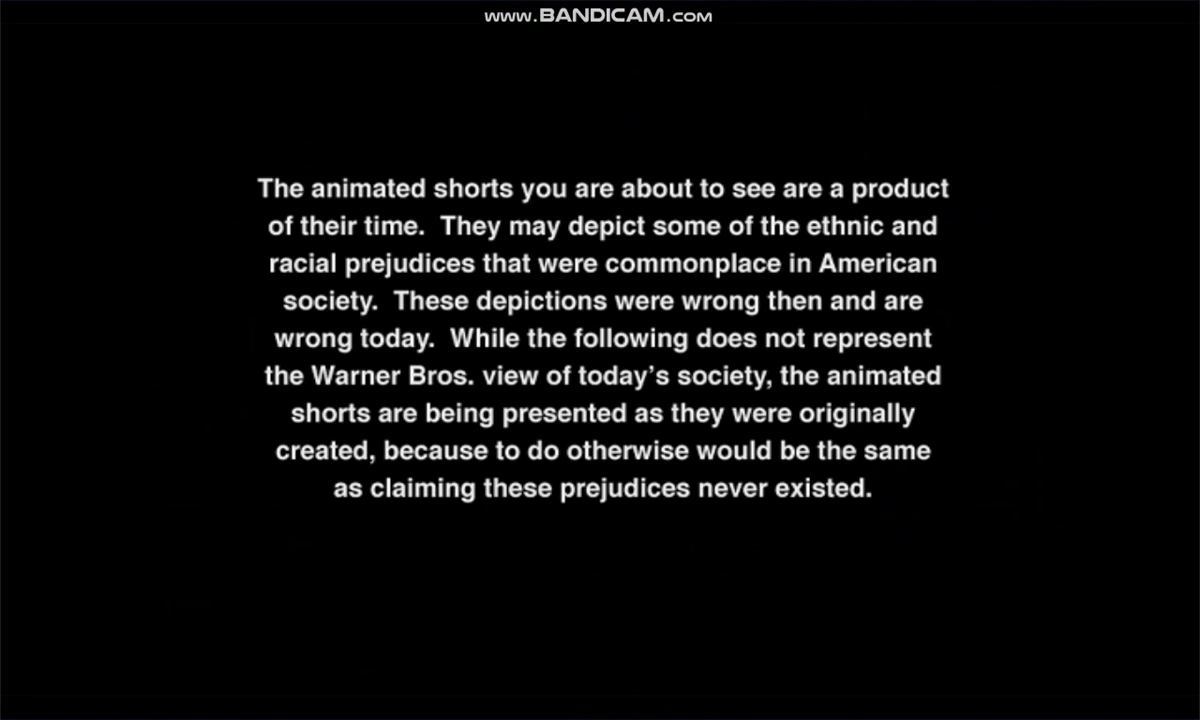 www.BANDICAM.com
The animated shorts you are about to see are a product
of their time.  They may depict some of the ethnic and
racial prejudices that were commonplace in American
society.  These depictions were wrong then and are
wrong today.  While the following does not represent
the Warner Bros. view of today’s society, the animated
shorts are being presented as they were originally
created, because to do otherwise would be the same
as claiming these prejudices never existed.